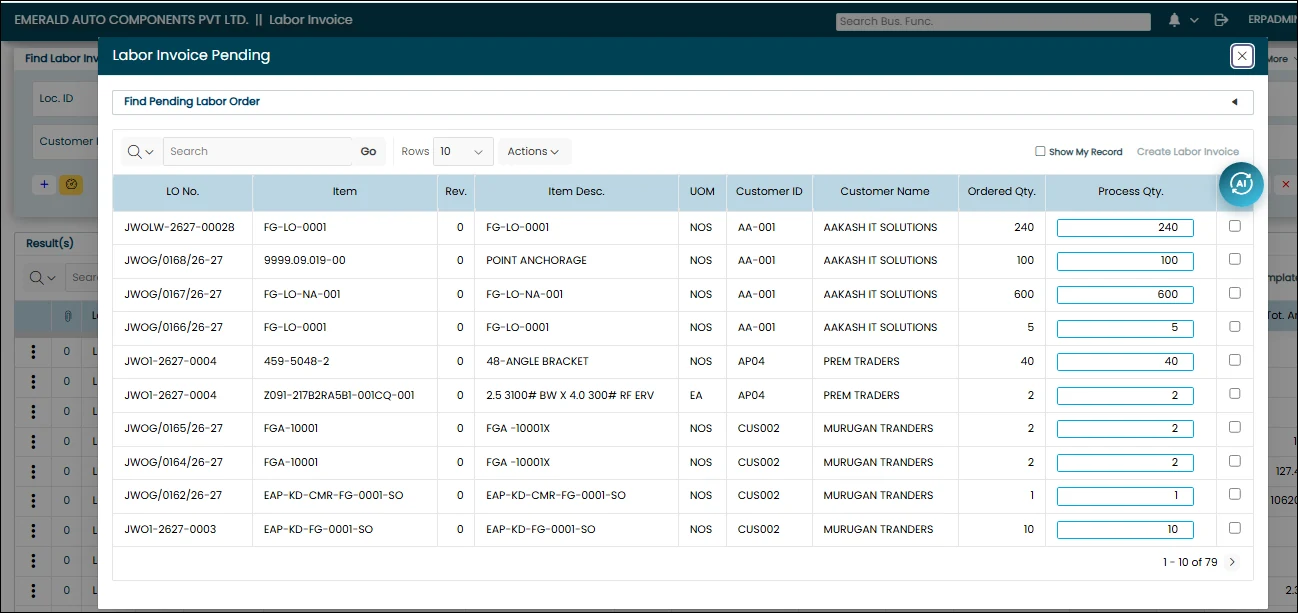 EMERALD AUTO COMPONENTS PVT LTD. || Labor Invoice
Search Bus. Func.
Labor Invoice Pending
Find Pending Labor Order
Search Go Rows 10 Actions Show My Record Create Labor Invoice
AI
LO No. Item Rev. Item Desc. UOM Customer ID Customer Name Ordered Qty. Process Qty.
JWOLW-2627-00028 FG-LO-0001 0 FG-LO-0001 NOS AA-001 AAKASH IT SOLUTIONS 240 240
JWOG/0168/26-27 9999.09.019-00 0 POINT ANCHORAGE NOS AA-001 AAKASH IT SOLUTIONS 100 100
JWOG/0167/26-27 FG-LO-NA-001 0 FG-LO-NA-001 NOS AA-001 AAKASH IT SOLUTIONS 600 600
JWOG/0166/26-27 FG-LO-0001 0 FG-LO-0001 NOS AA-001 AAKASH IT SOLUTIONS 5 5
JWO1-2627-0004 459-5048-2 0 48-ANGLE BRACKET NOS AP04 PREM TRADERS 40 40
JWO1-2627-0004 Z091-217B2RA5B1-001CQ-001 0 2.5 3100# BW X 4.0 300# RF ERV EA AP04 PREM TRADERS 2 2
JWOG/0165/26-27 FGA-10001 0 FGA -10001X NOS CUS002 MURUGAN TRANDERS 2 2
JWOG/0164/26-27 FGA-10001 0 FGA -10001X NOS CUS002 MURUGAN TRANDERS 2 2
JWOG/0162/26-27 EAP-KD-CMR-FG-0001-SO 0 EAP-KD-CMR-FG-0001-SO NOS CUS002 MURUGAN TRANDERS 1 1
JWO1-2627-0003 EAP-KD-FG-0001-SO 0 EAP-KD-FG-0001-SO NOS CUS002 MURUGAN TRANDERS 10 10
1 - 10 of 79
Find Labor
More
Loc. ID
Customer
Result(s)
0
0
0
0
0
0
0
0
0